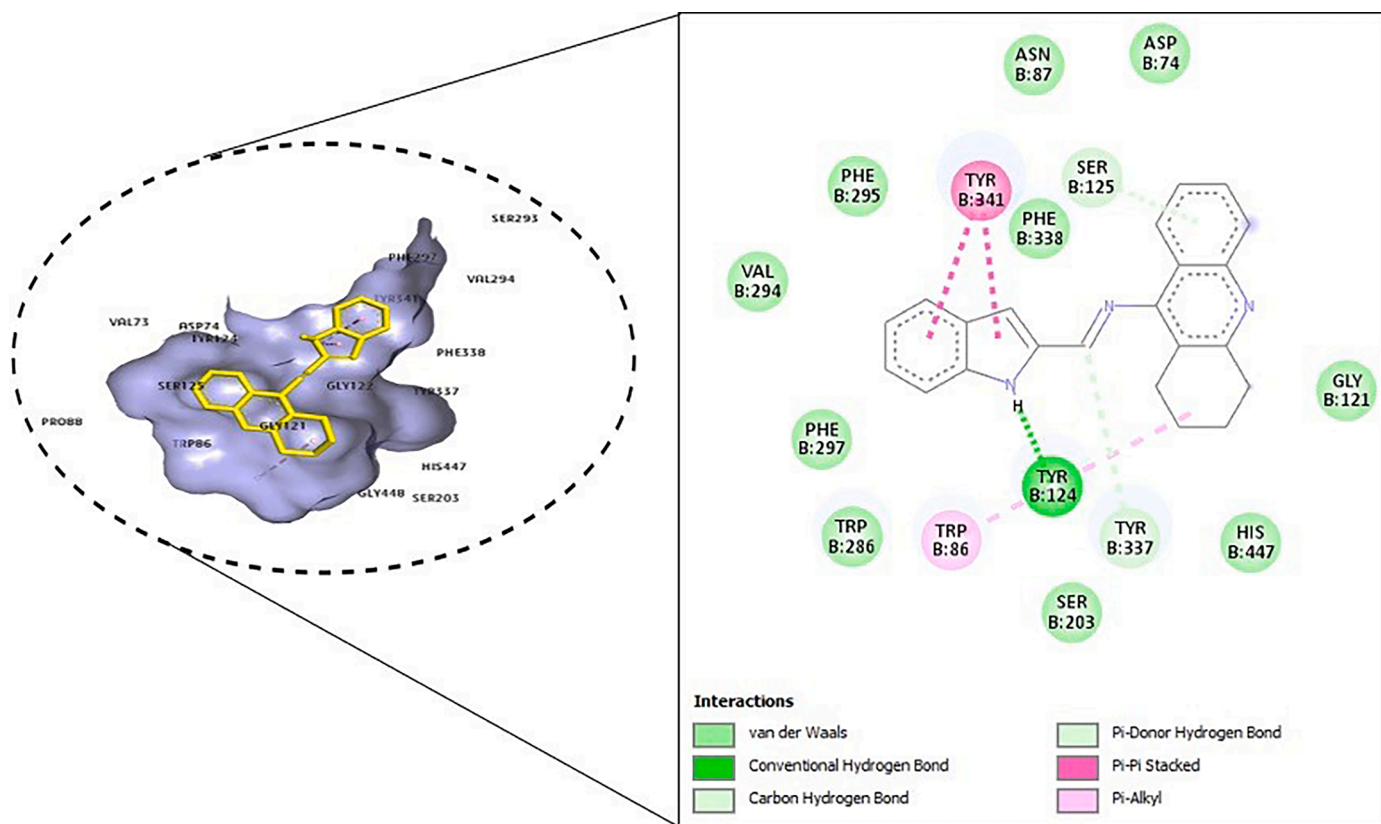 SER293
PHE297
VAL294
TYR341
VAL73
ASP74
TYR124
PHE338
SER125
GLY122
TYR337
PRO88
GLY121
TRP86
HIS447
GLY448
SER203
ASN
B:87
ASP
B:74
PHE
B:295
TYR
B:341
SER
B:125
PHE
B:338
VAL
B:294
N
N
N
H
GLY
B:121
PHE
B:297
TYR
B:124
TRP
B:286
TRP
B:86
TYR
B:337
HIS
B:447
SER
B:203
Interactions
van der Waals
Conventional Hydrogen Bond
Carbon Hydrogen Bond
Pi-Donor Hydrogen Bond
Pi-Pi Stacked
Pi-Alkyl